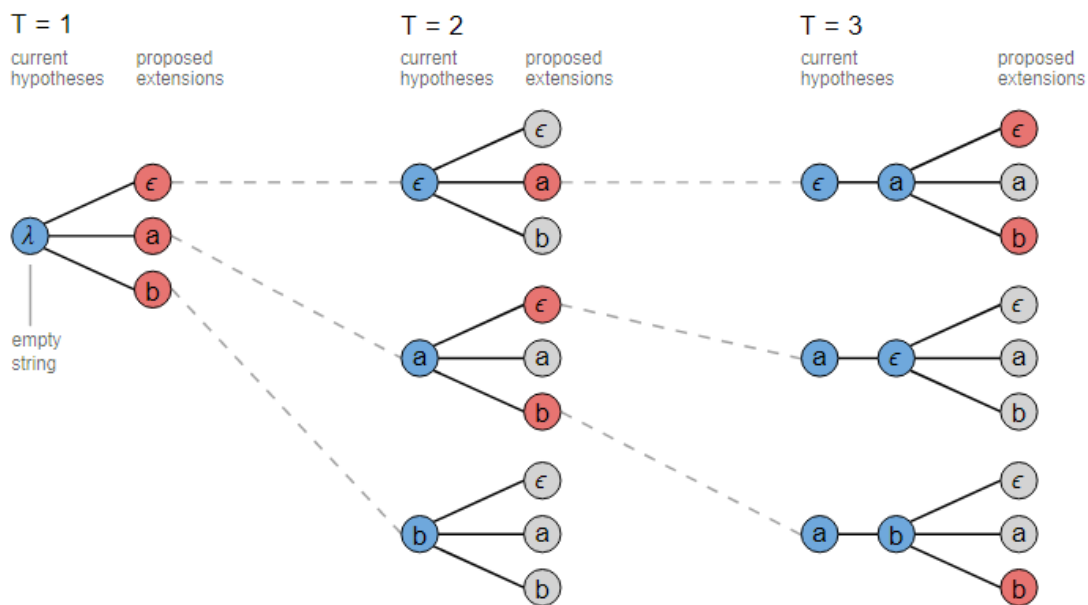 T = 1
T = 2
T = 3
current hypotheses
proposed extensions
current hypotheses
proposed extensions
current hypotheses
proposed extensions
λ
ϵ
a
b
empty string
ϵ
ϵ
a
b
a
ϵ
a
b
b
ϵ
a
b
ϵ
a
ϵ
a
b
a
ϵ
ϵ
a
b
a
b
ϵ
a
b